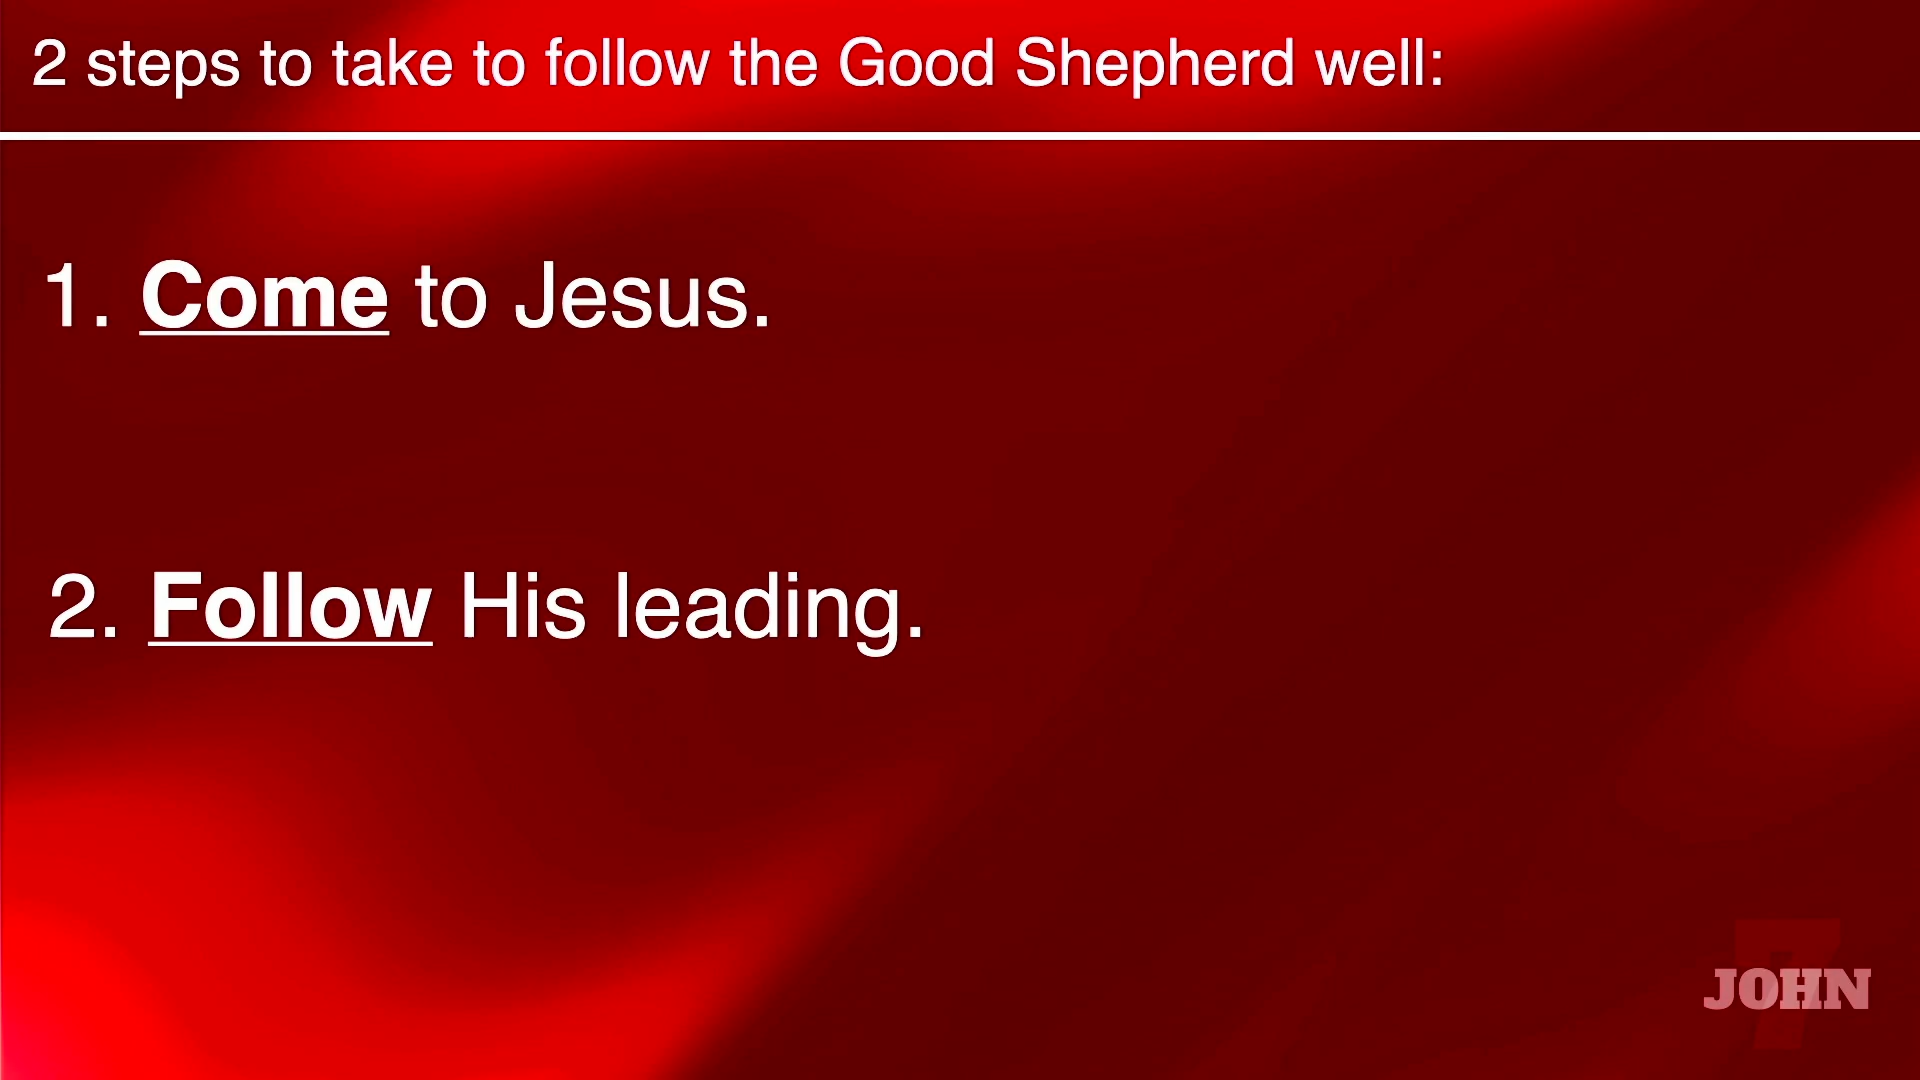 2 steps to take to follow the Good Shepherd well:
1. Come to Jesus.
2. Follow His leading.
7
JOHN